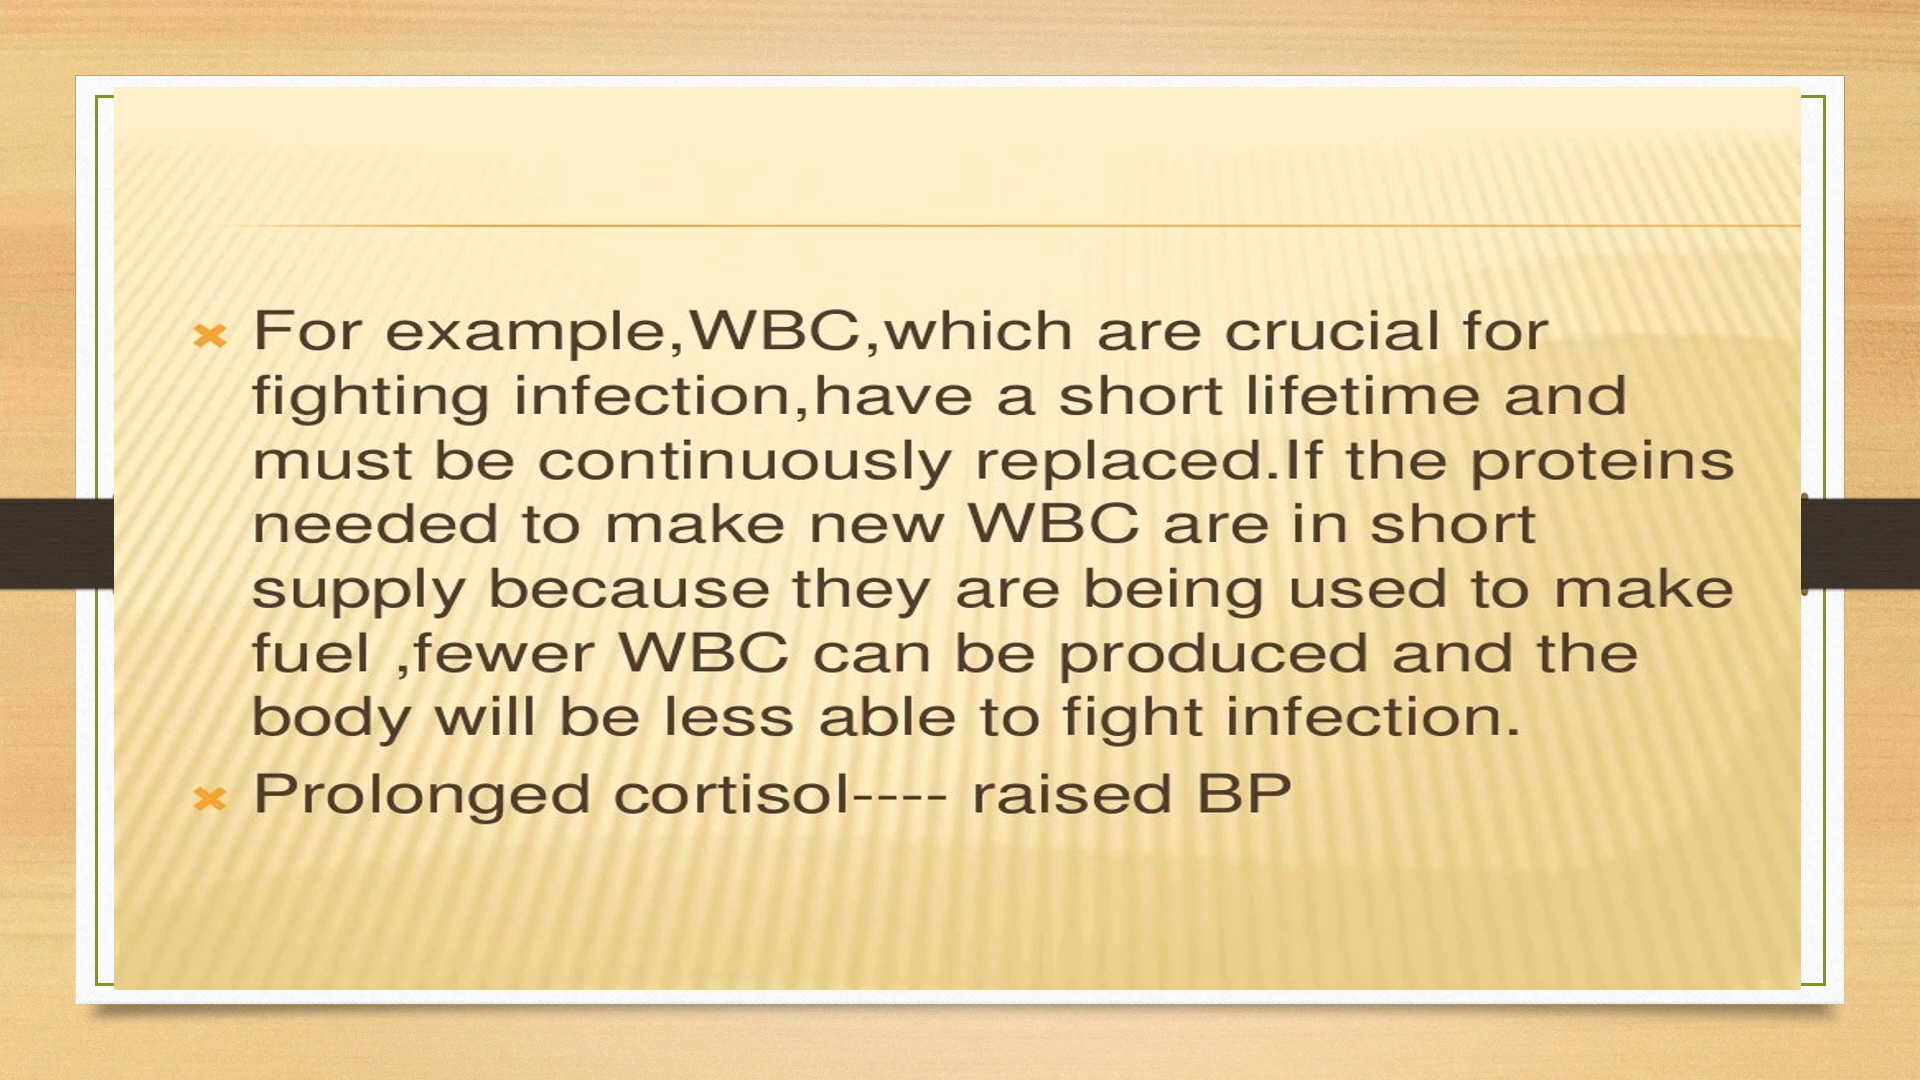 For example,WBC,which are crucial for
fighting infection,have a short lifetime and
must be continuously replaced.If the proteins
needed to make new WBC are in short
supply because they are being used to make
fuel ,fewer WBC can be produced and the
body will be less able to fight infection.
Prolonged cortisol---- raised BP